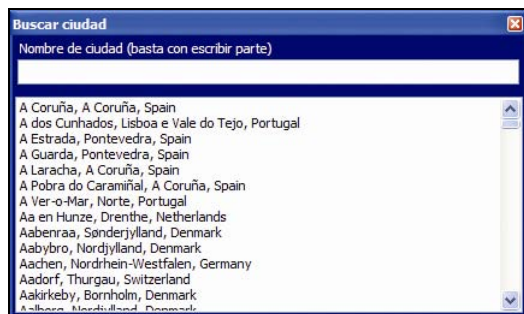 Buscar ciudad
Nombre de ciudad (basta con escribir parte)
A Coruña, A Coruña, Spain
A dos Cunhados, Lisboa e Vale do Tejo, Portugal
A Estrada, Pontevedra, Spain
A Guarda, Pontevedra, Spain
A Laracha, A Coruña, Spain
A Pobra do Caramiñal, A Coruña, Spain
A Ver-o-Mar, Norte, Portugal
Aa en Hunze, Drenthe, Netherlands
Aabenraa, Sønderjylland, Denmark
Aabybro, Nordjylland, Denmark
Aachen, Nordrhein-Westfalen, Germany
Aadorf, Thurgau, Switzerland
Aakirkeby, Bornholm, Denmark
Aalborg, Nordjylland, Denmark